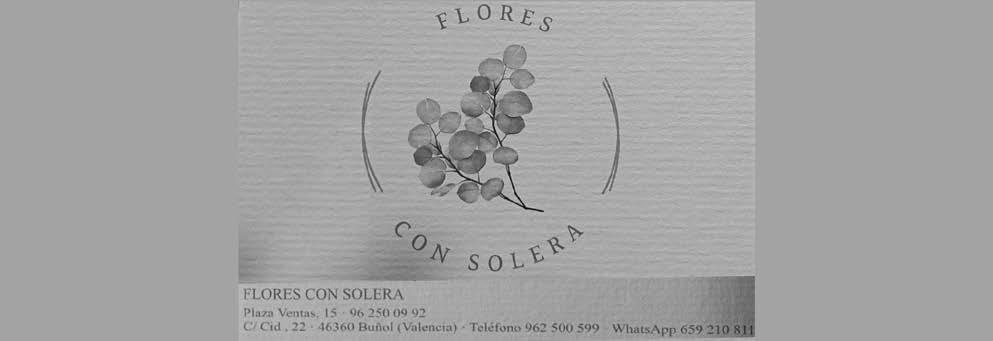 FLORES
CON SOLERA
FLORES CON SOLERA
Plaza Ventas, 15 · 96 250 09 92
C/ Cid , 22 · 46360 Buñol (Valencia) · Teléfono 962 500 599 · WhatsApp 659 210 811